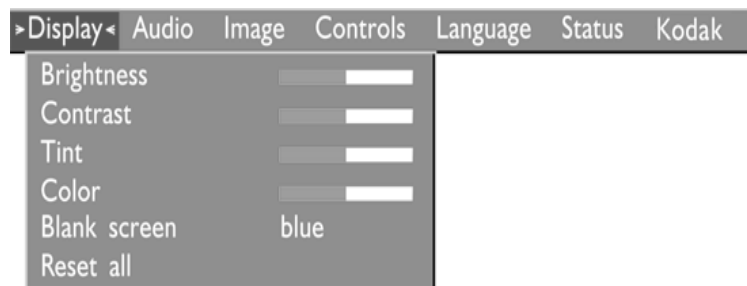 Display Audio Image Controls Language Status Kodak
Brightness
Contrast
Tint
Color
Blank screen blue
Reset all